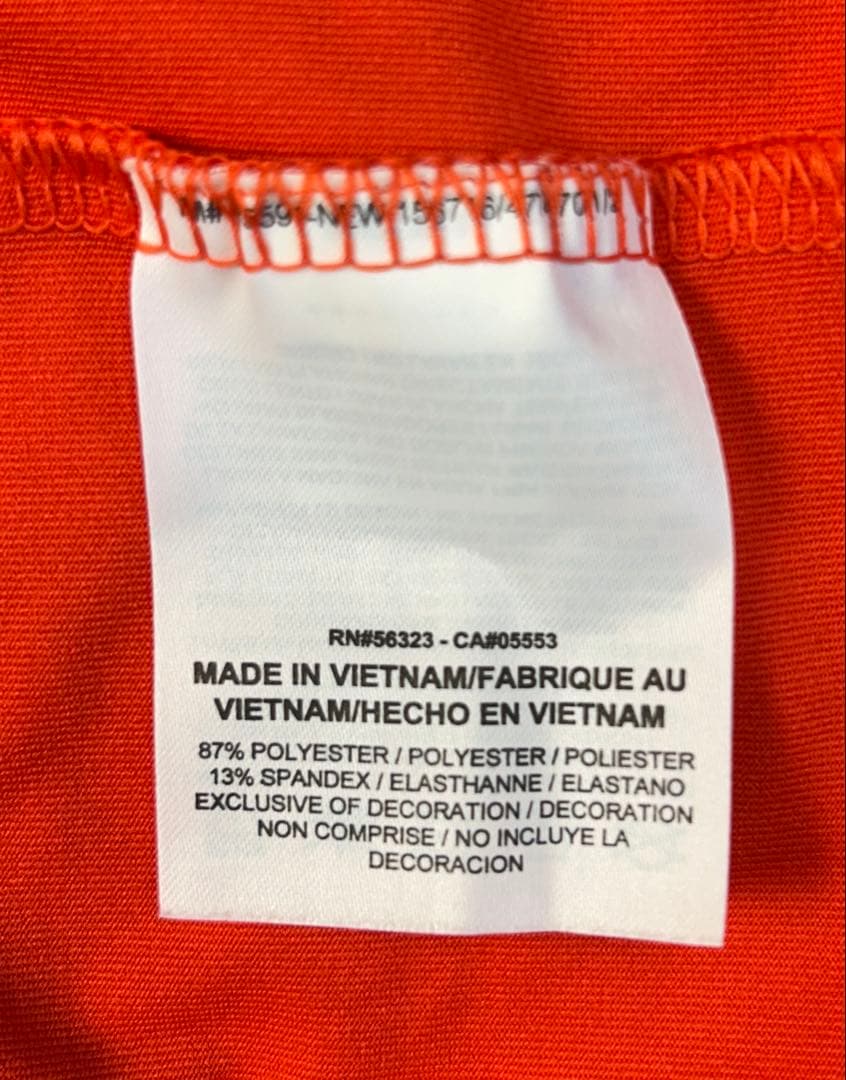 RN#56323 - CA#05553
MADE IN VIETNAM/FABRIQUE AU
VIETNAM/HECHO EN VIETNAM
87% POLYESTER / POLYESTER / POLIESTER
13% SPANDEX / ELASTHANNE / ELASTANO
EXCLUSIVE OF DECORATION / DECORATION
NON COMPRISE / NO INCLUYE LA
DECORACION